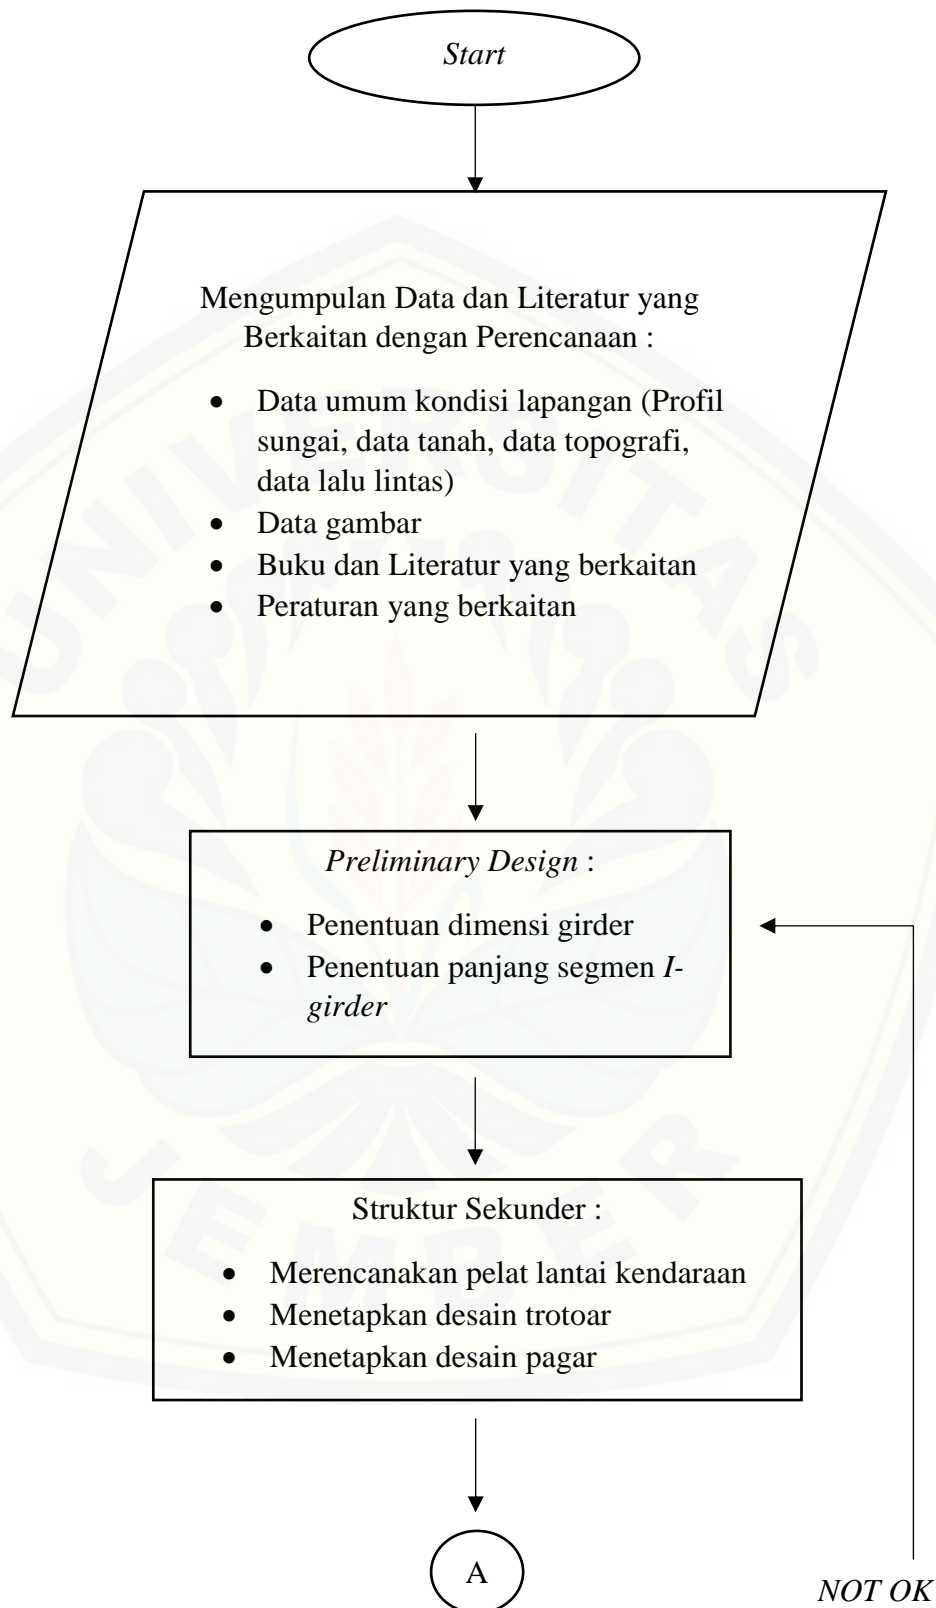 Start
Mengumpulan Data dan Literatur yang
Berkaitan dengan Perencanaan :
• Data umum kondisi lapangan (Profil
sungai, data tanah, data topografi,
data lalu lintas)
• Data gambar
• Buku dan Literatur yang berkaitan
• Peraturan yang berkaitan
Preliminary Design :
• Penentuan dimensi girder
• Penentuan panjang segmen I-
girder
Struktur Sekunder :
• Merencanakan pelat lantai kendaraan
• Menetapkan desain trotoar
• Menetapkan desain pagar
A
NOT OK
UNIVERSITAS
JEMBER